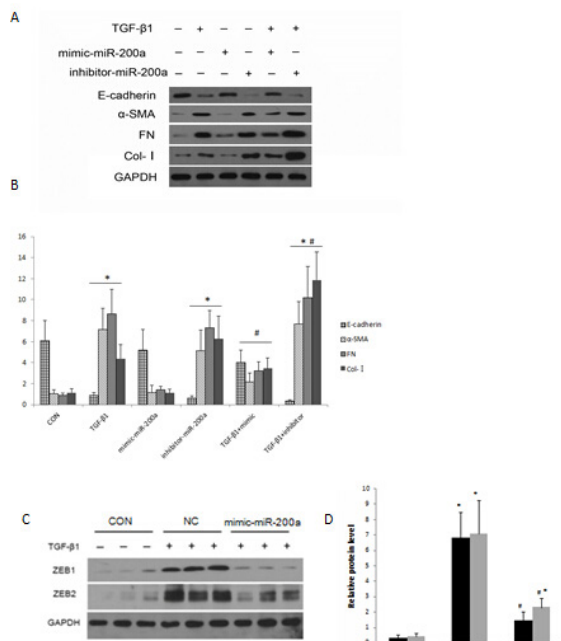 A
TGF-β1 – + – – + +
mimic-miR-200a – – + – + –
inhibitor-miR-200a – – – + – +
E-cadherin
α-SMA
FN
Col- Ⅰ
GAPDH
B
16
14
12
10
8
6
4
2
0
*
*
#
* #
E-cadherin
α-SMA
FN
Col- Ⅰ
CON
TGF-β1
mimic-miR-200a
inhibitor-miR-200a
TGF-β1+mimic
TGF-β1+inhibitor
C
CON NC mimic-miR-200a
TGF-β1 – – – + + + + + +
ZEB1
ZEB2
GAPDH
D
Relative protein level
10
9
8
7
6
5
4
3
2
1
0
* *
# # *